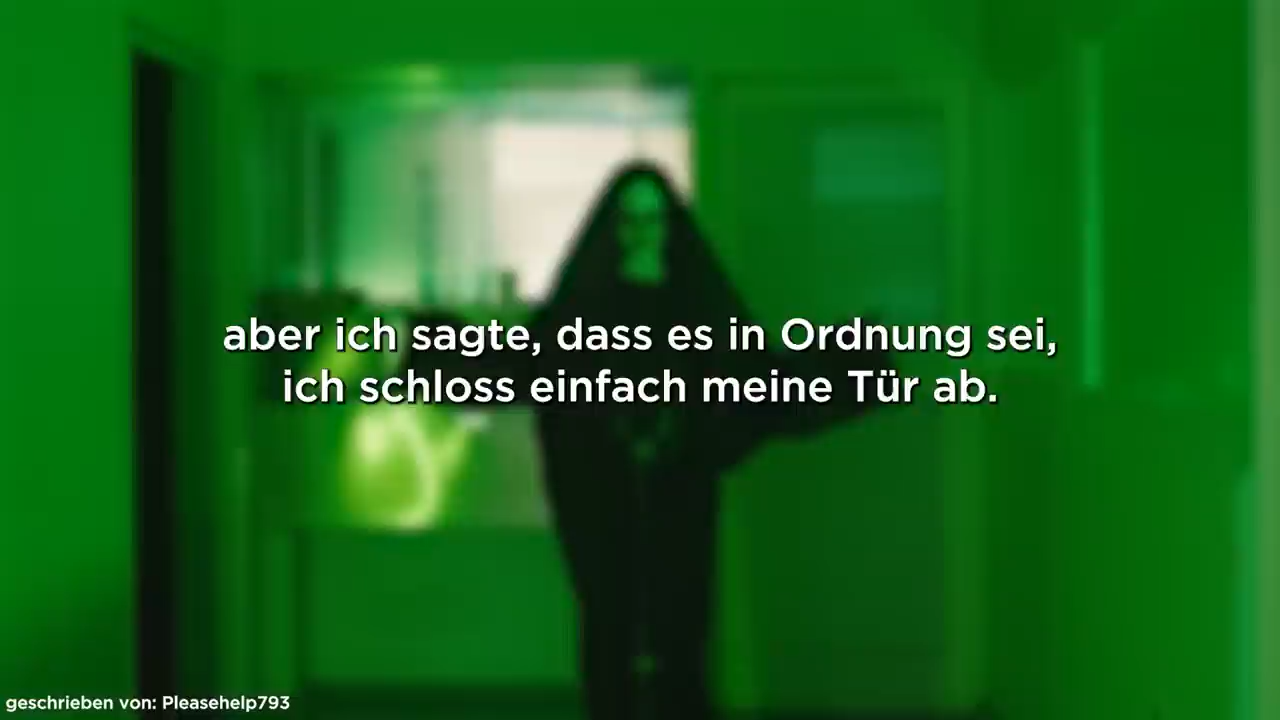 aber ich sagte, dass es in Ordnung sei,
ich schloss einfach meine Tür ab.
geschrieben von: Pleasehelp793